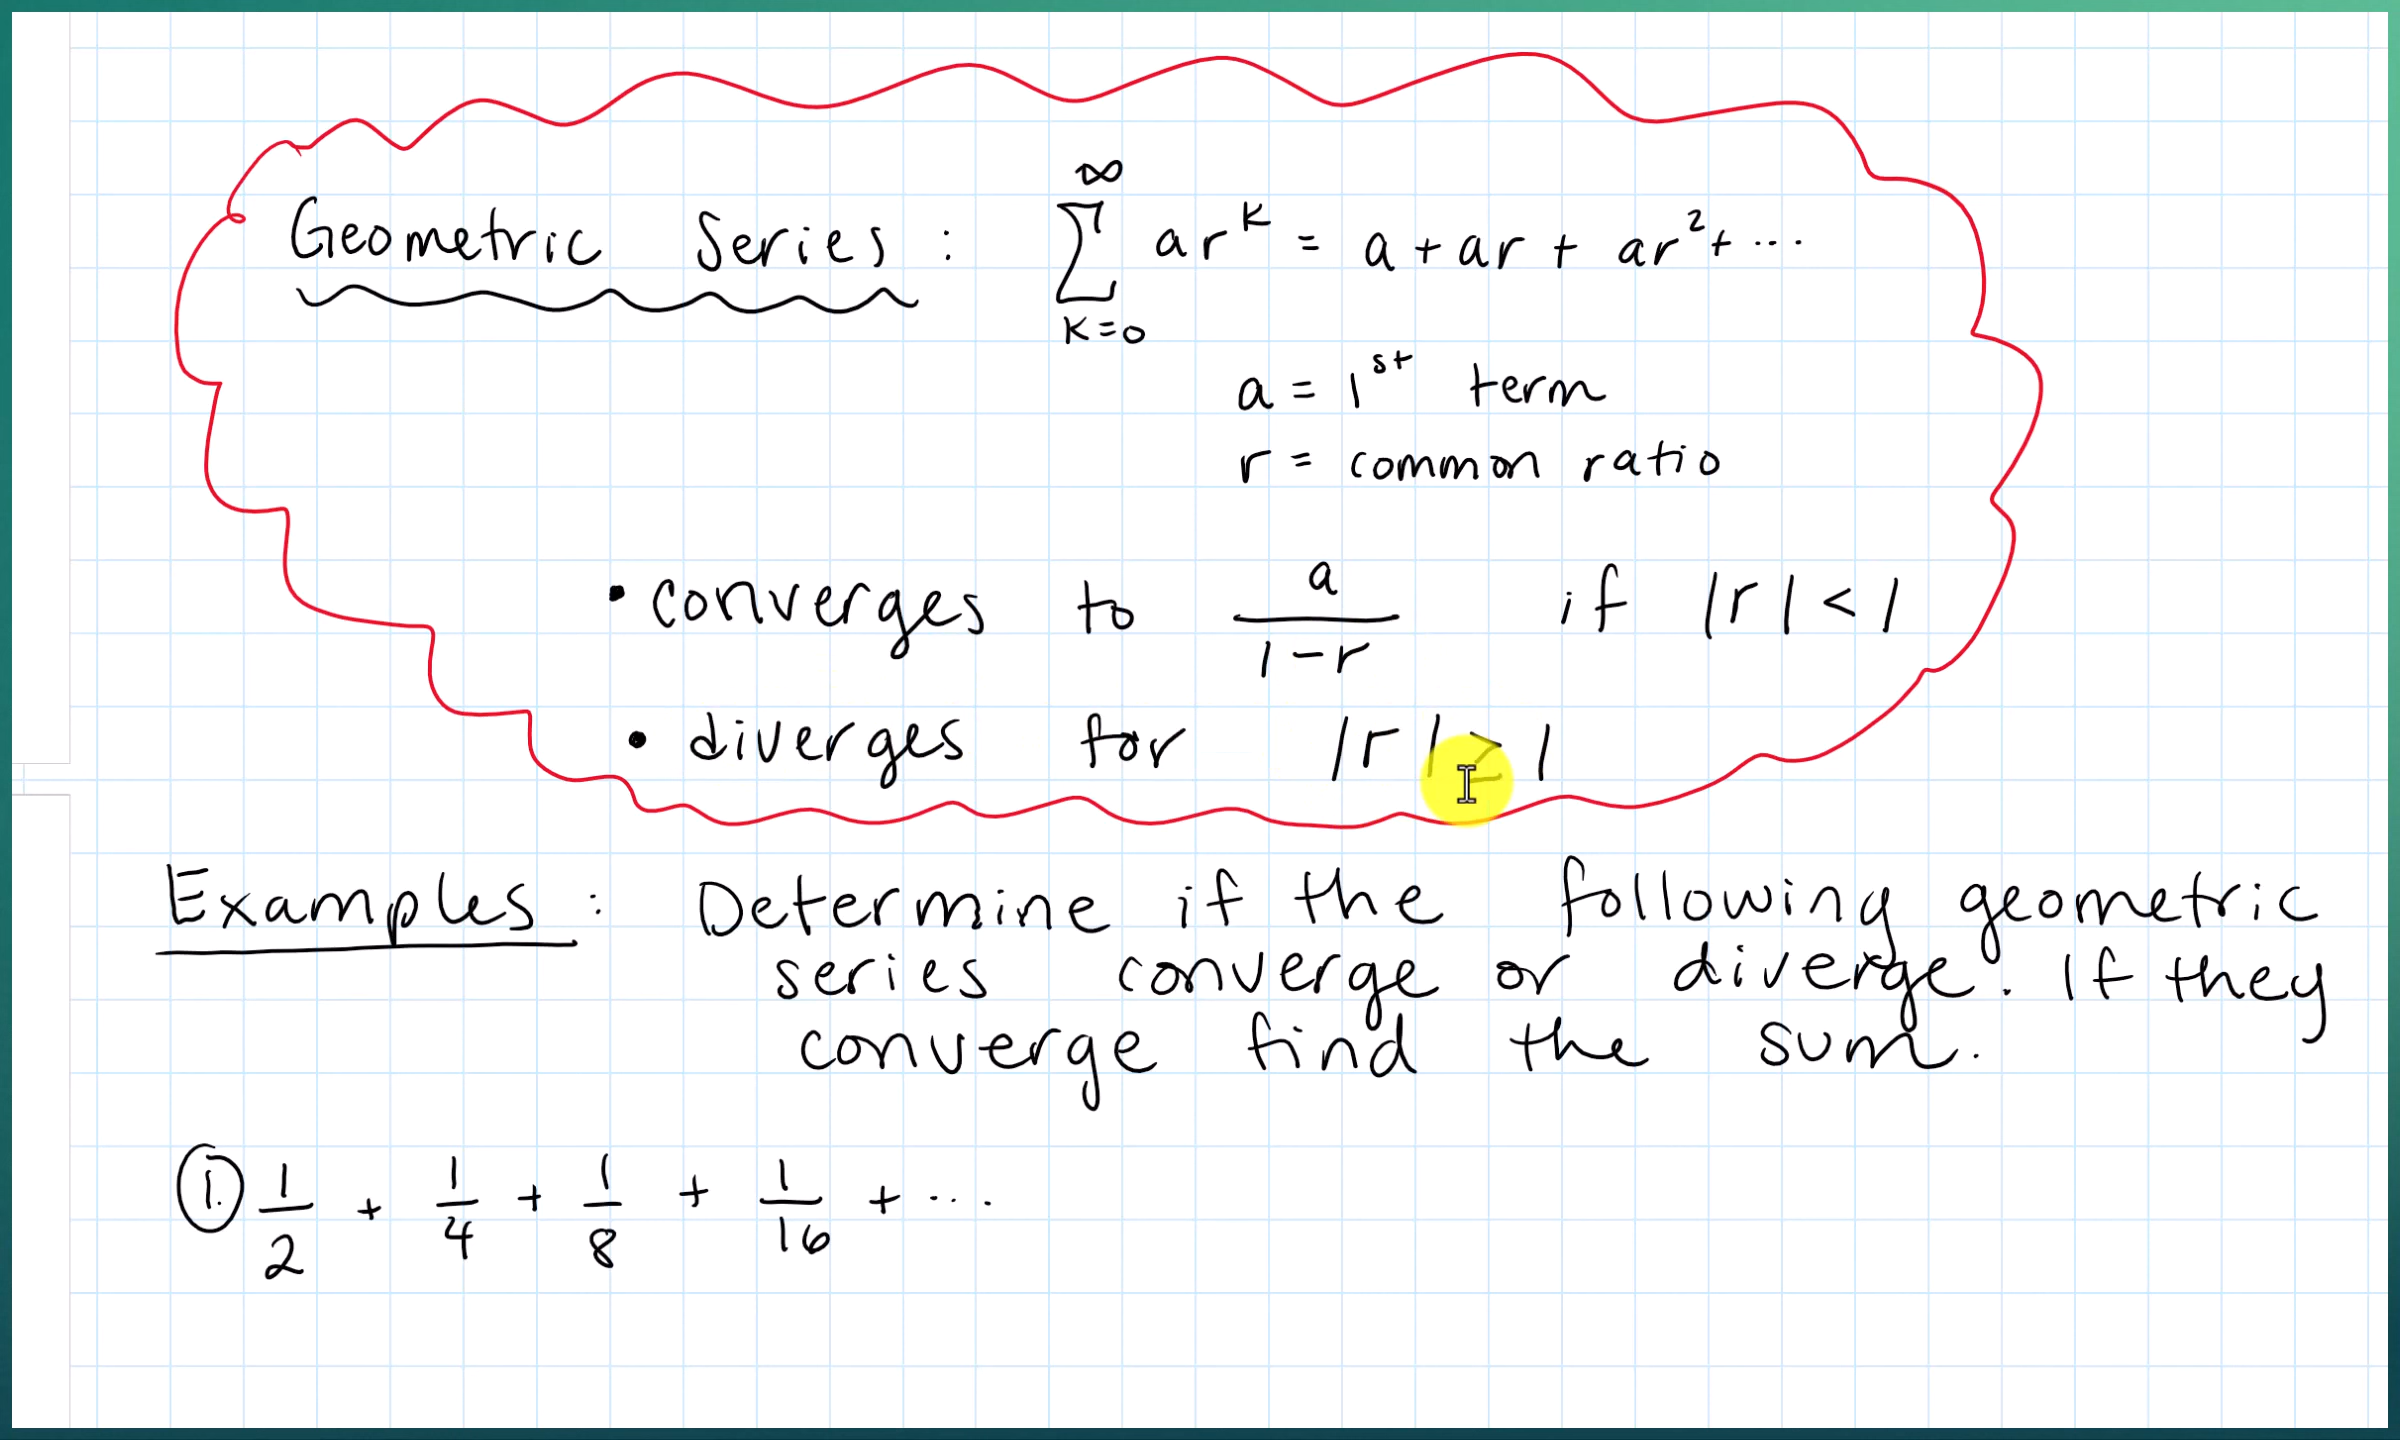 Geometric Series : ∞ ∑ k=0 ar^k = a + ar + ar² + ...
a = 1st term
r = common ratio
• converges to a/(1-r) if |r| < 1
• diverges for |r| ≥ 1
Examples : Determine if the following geometric
series converge or diverge. If they
converge find the sum.
1. 1/2 + 1/4 + 1/8 + 1/16 + ...